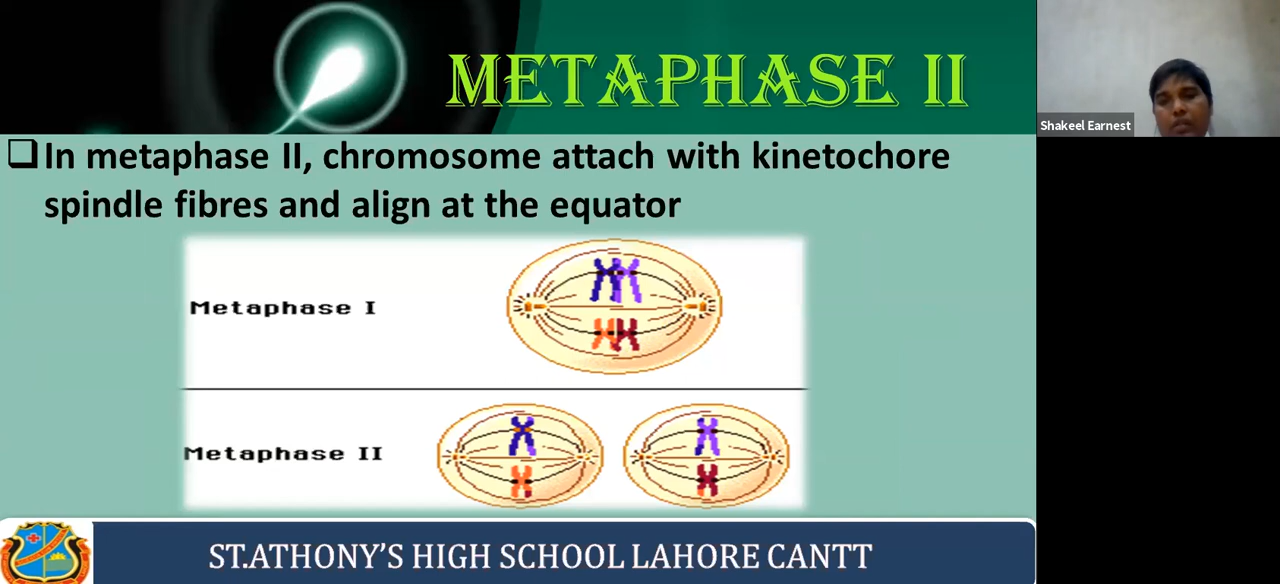 METAPHASE II
Shakeel Earnest
In metaphase II, chromosome attach with kinetochore
spindle fibres and align at the equator
Metaphase I
Metaphase II
ST.ATHONY'S HIGH SCHOOL LAHORE CANTT